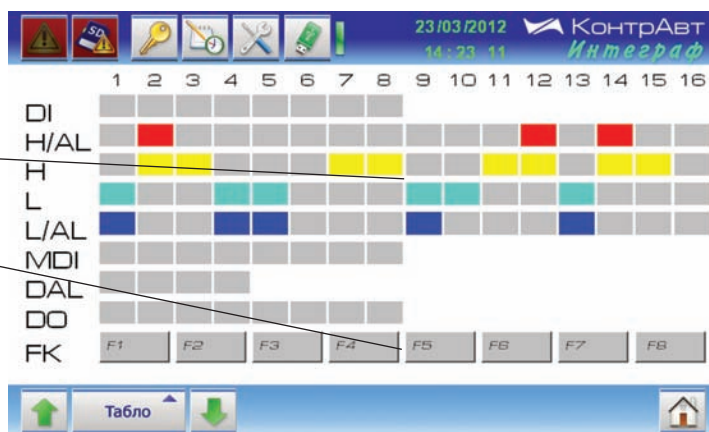 SD
23/03/2012 КонтрАвт
14:23 11 Интеграф
1 2 3 4 5 6 7 8 9 10 11 12 13 14 15 16
DI
H/AL
H
L
L/AL
MDI
DAL
DO
FK F1 F2 F3 F4 F5 F6 F7 F8
Табло